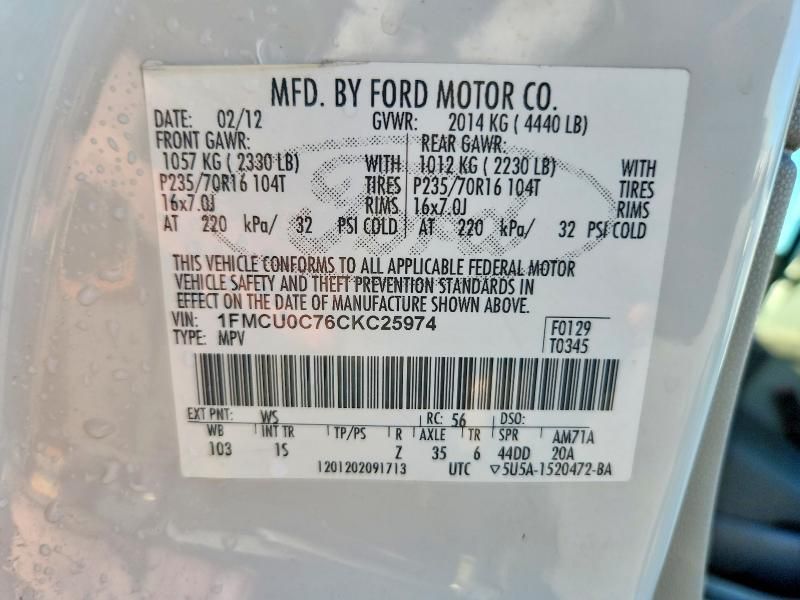 MFD. BY FORD MOTOR CO.
DATE: 02/12 GVWR: 2014 KG ( 4440 LB)
FRONT GAWR: REAR GAWR:
1057 KG ( 2330 LB) WITH 1012 KG ( 2230 LB) WITH
P235/70R16 104T TIRES P235/70R16 104T TIRES
16x7.0J RIMS 16x7.0J RIMS
AT 220 kPa/ 32 PSI COLD AT 220 kPa/ 32 PSI COLD
Ford
THIS VEHICLE CONFORMS TO ALL APPLICABLE FEDERAL MOTOR
VEHICLE SAFETY AND THEFT PREVENTION STANDARDS IN
EFFECT ON THE DATE OF MANUFACTURE SHOWN ABOVE.
VIN: 1FMCU0C76CKC25974 F0129
TYPE: MPV T0345
EXT PNT: WS RC: 56 DSO:
WB INT TR TP/PS R AXLE TR SPR AM71A
103 1S Z 35 6 44DD 20A
1201202091713 UTC ▽5U5A-1520472-BA